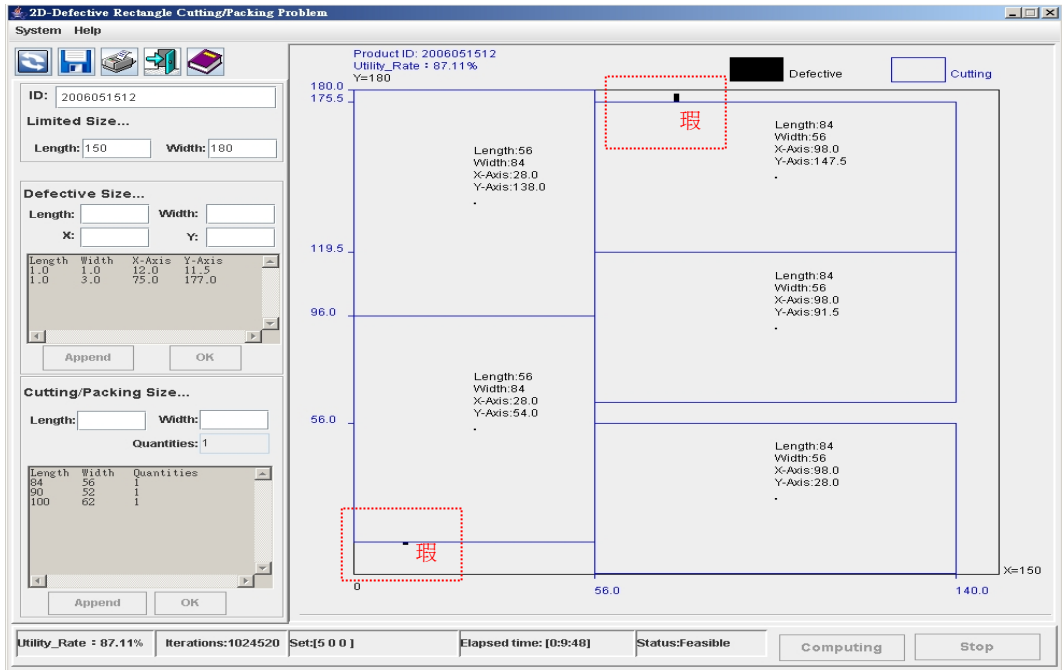 2D-Defective Rectangle Cutting/Packing Problem
System Help
ID: 2006051512
Limited Size...
Length: 150 Width: 180
Defective Size...
Length: Width:
X: Y:
Length Width X-Axis Y-Axis
1.0 1.0 12.0 11.5
1.0 3.0 75.0 177.0
Append OK
Cutting/Packing Size...
Length: Width:
Quantities: 1
Length Width Quantities
84 56 1
90 52 1
100 62 1
Append OK
Product ID: 2006051512
Utility_Rate：87.11%
Y=180
Defective
Cutting
180.0
175.5
119.5
96.0
56.0
瑕
Length:56
Width:84
X-Axis:28.0
Y-Axis:138.0
.
Length:84
Width:56
X-Axis:98.0
Y-Axis:147.5
.
Length:84
Width:56
X-Axis:98.0
Y-Axis:91.5
.
Length:56
Width:84
X-Axis:28.0
Y-Axis:54.0
.
Length:84
Width:56
X-Axis:98.0
Y-Axis:28.0
.
瑕
X=150
0 56.0 140.0
Utility_Rate：87.11% Iterations:1024520 Set:[5 0 0 ] Elapsed time: [0:9:48] Status:Feasible Computing Stop